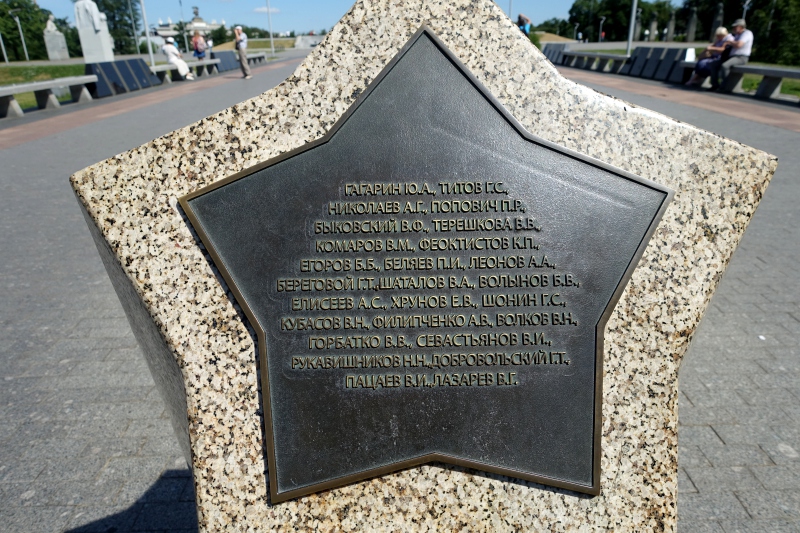 ГАГАРИН Ю.А., ТИТОВ Г.С.,
НИКОЛАЕВ А.Г., ПОПОВИЧ П.Р.,
БЫКОВСКИЙ В.Ф., ТЕРЕШКОВА В.В.,
КОМАРОВ В.М., ФЕОКТИСТОВ К.П.,
ЕГОРОВ Б.Б., БЕЛЯЕВ П.И., ЛЕОНОВ А.А.,
БЕРЕГОВОЙ Г.Т., ШАТАЛОВ В.А., ВОЛЫНОВ Б.В.,
ЕЛИСЕЕВ А.С., ХРУНОВ Е.В., ШОНИН Г.С.,
КУБАСОВ В.Н., ФИЛИПЧЕНКО А.В., ВОЛКОВ В.Н.,
ГОРБАТКО В.В., СЕВАСТЬЯНОВ В.И.,
РУКАВИШНИКОВ Н.Н., ДОБРОВОЛЬСКИЙ Г.Т.,
ПАЦАЕВ В.И., ЛАЗАРЕВ В.Г.